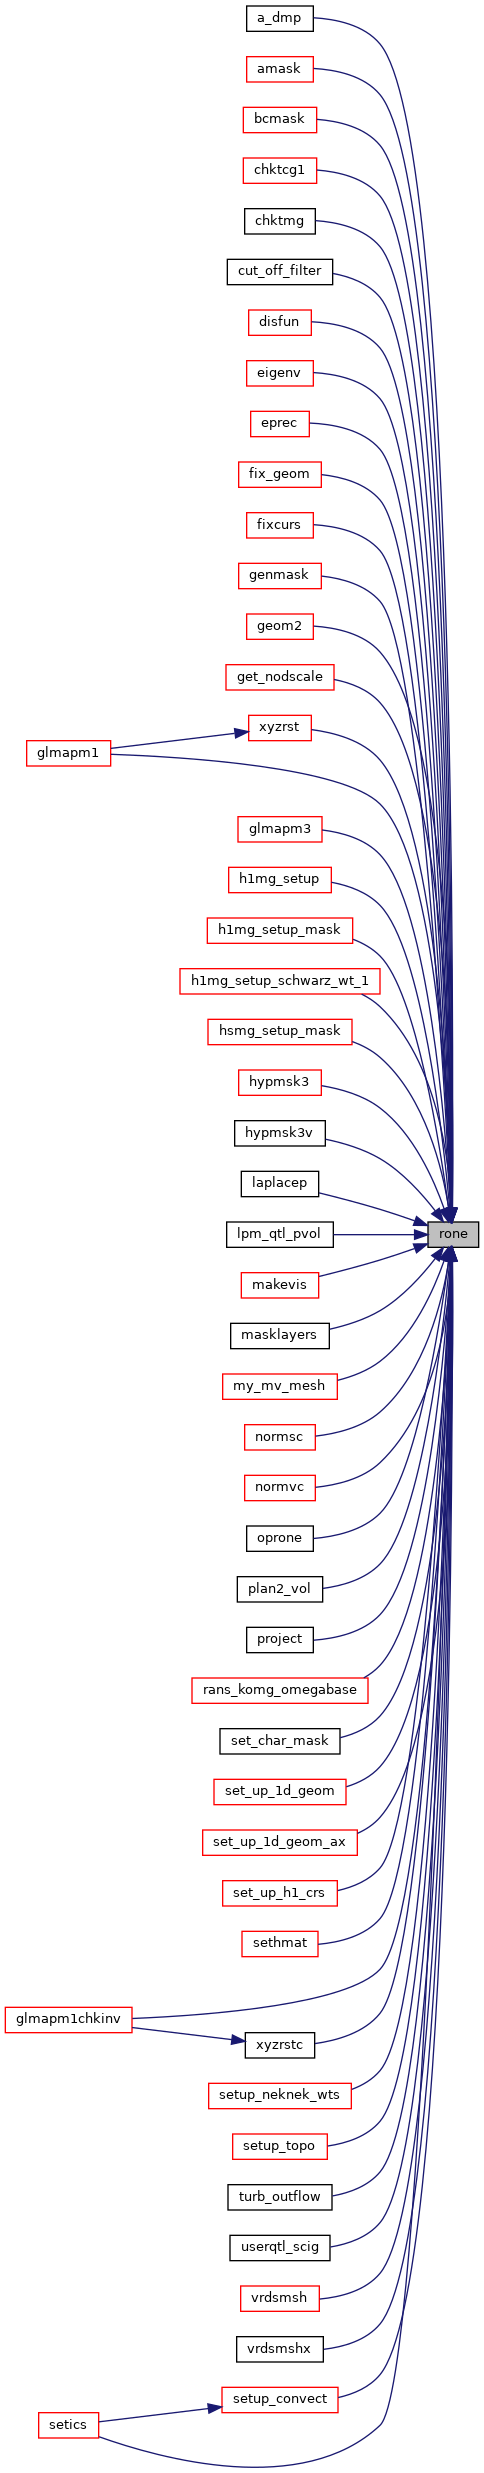 a_dmp
amask
bcmask
chktcg1
chktmg
cut_off_filter
disfun
eigenv
eprec
fix_geom
fixcurs
genmask
geom2
get_nodscale
xyzrst
glmapm1
glmapm3
h1mg_setup
h1mg_setup_mask
h1mg_setup_schwarz_wt_1
hsmg_setup_mask
hypmsk3
hypmsk3v
laplacep
lpm_qtl_pvol
rone
makevis
masklayers
my_mv_mesh
normsc
normvc
oprone
plan2_vol
project
rans_komg_omegabase
set_char_mask
set_up_1d_geom
set_up_1d_geom_ax
set_up_h1_crs
sethmat
glmapm1chkinv
xyzrstc
setup_neknek_wts
setup_topo
turb_outflow
userqtl_scig
vrdsmsh
vrdsmshx
setup_convect
setics